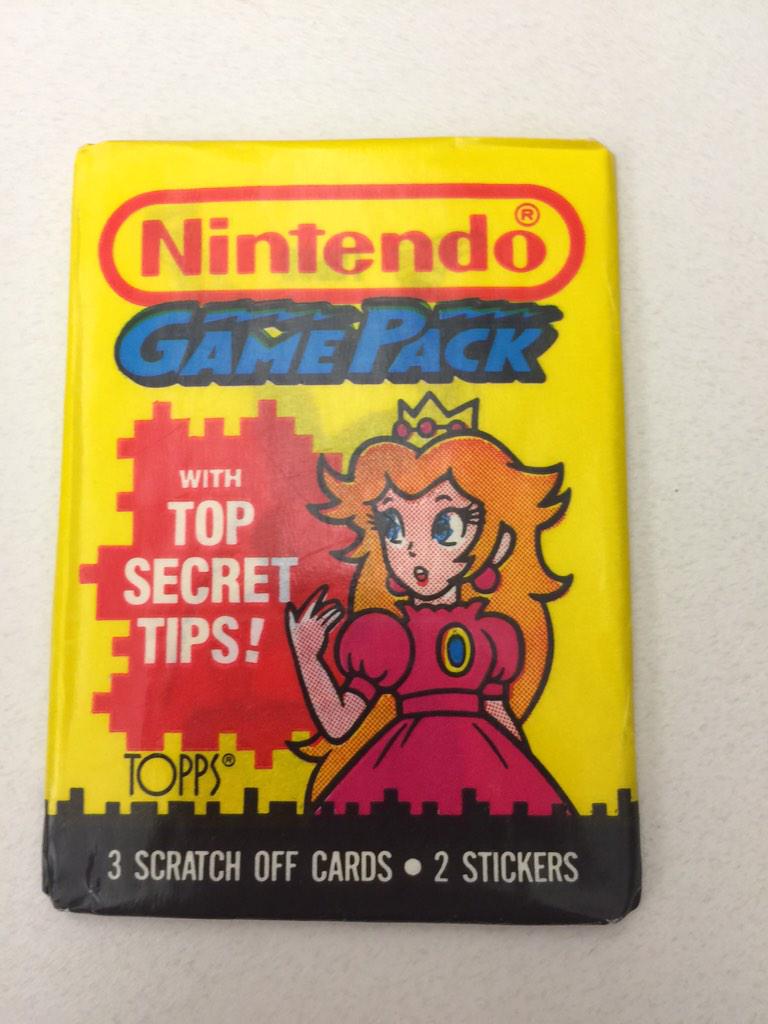 Nintendo®
GAME PACK
WITH
TOP
SECRET
TIPS!
TOPPS®
3 SCRATCH OFF CARDS • 2 STICKERS